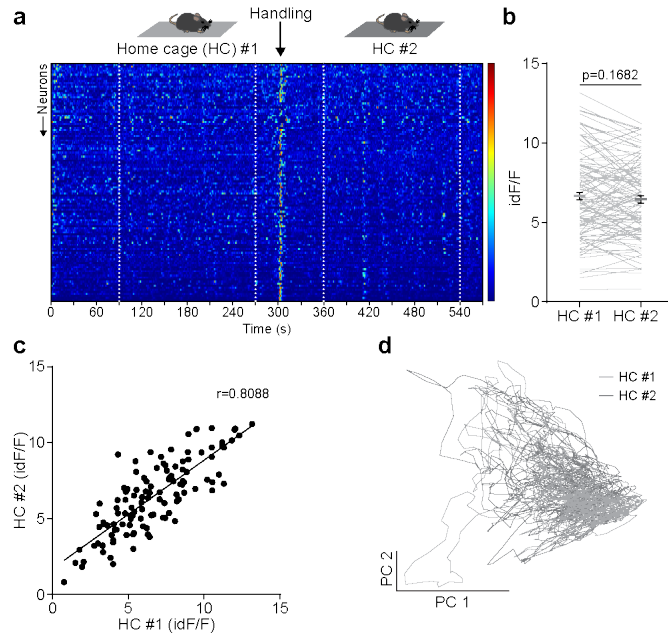 a
Handling
Home cage (HC) #1
HC #2
Neurons
0 60 120 180 240 300 360 420 480 540
Time (s)
b
p=0.1682
15
10
5
0
idF/F
HC #1 HC #2
c
15
10
5
0
r=0.8088
HC #2 (idF/F)
0 5 10 15
HC #1 (idF/F)
d
HC #1
HC #2
PC 2
PC 1